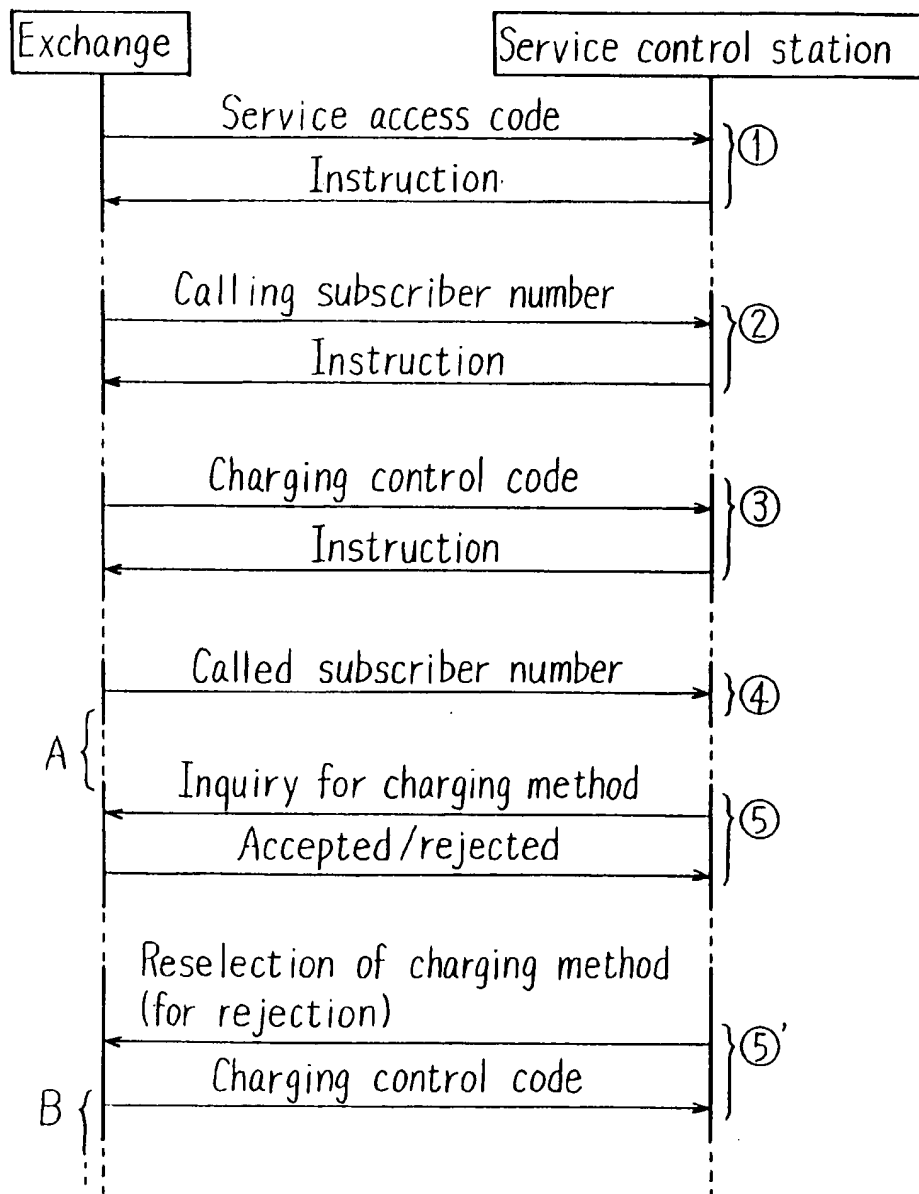 Exchange
Service control station
Service access code
①
Instruction
Calling subscriber number
②
Instruction
Charging control code
③
Instruction
Called subscriber number
④
A
Inquiry for charging method
⑤
Accepted/rejected
Reselection of charging method
(for rejection)
⑤'
Charging control code
B